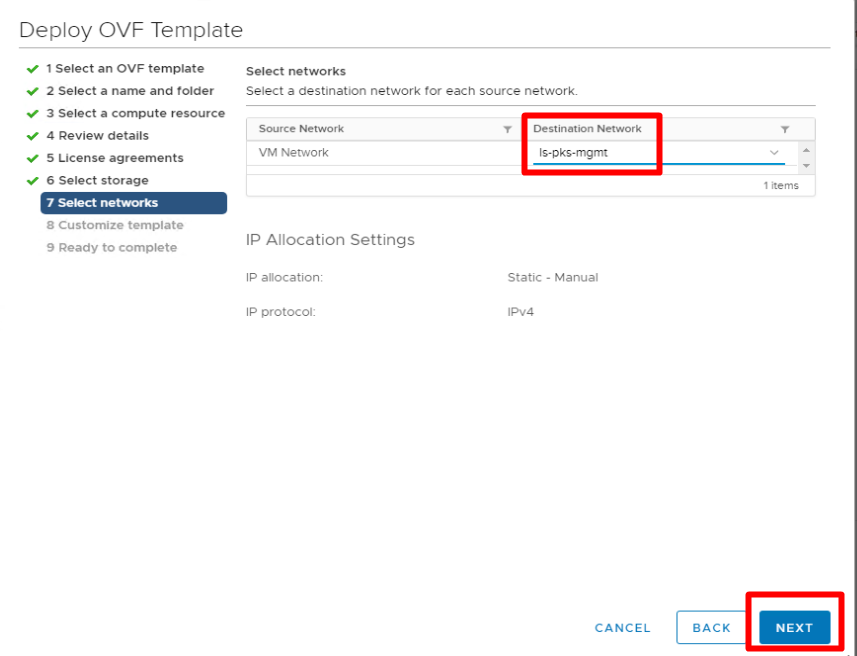 Deploy OVF Template
1 Select an OVF template
2 Select a name and folder
3 Select a compute resource
4 Review details
5 License agreements
6 Select storage
7 Select networks
8 Customize template
9 Ready to complete
Select networks
Select a destination network for each source network.
Source Network Destination Network
VM Network ls-pks-mgmt
1 items
IP Allocation Settings
IP allocation: Static - Manual
IP protocol: IPv4
CANCEL BACK NEXT